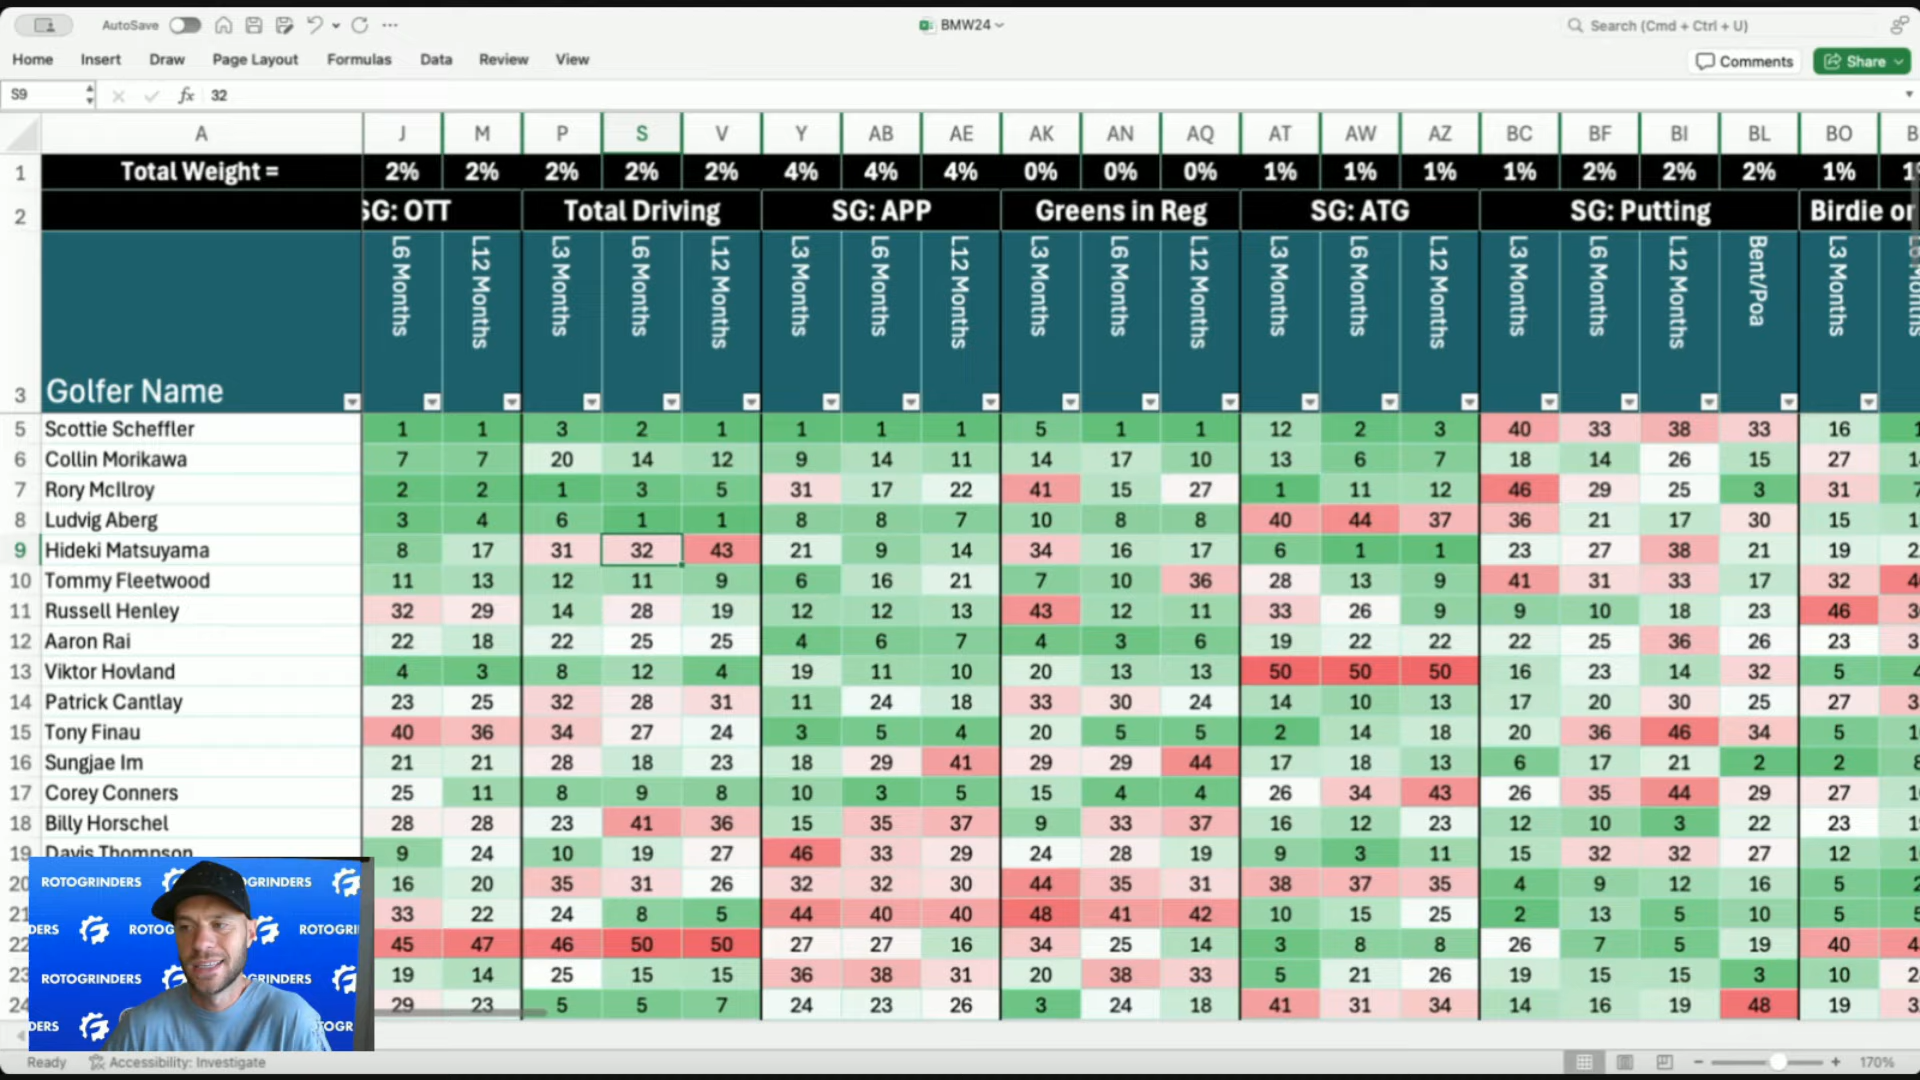 AutoSave
BMW24
Search (Cmd + Ctrl + U)
Home Insert Draw Page Layout Formulas Data Review View
Comments
Share
S9 fx 32
A J M P S V Y AB AE AK AN AQ AT AW AZ BC BF BI BL BO
1 Total Weight = 2% 2% 2% 2% 2% 4% 4% 4% 0% 0% 0% 1% 1% 1% 1% 2% 2% 2% 1%
2 SG: OTT Total Driving SG: APP Greens in Reg SG: ATG SG: Putting Birdie or
3 Golfer Name L6 Months L12 Months L3 Months L6 Months L12 Months L3 Months L6 Months L12 Months L3 Months L6 Months L12 Months L3 Months L6 Months L12 Months L3 Months L6 Months L12 Months Bent/Poa L3 Months
5 Scottie Scheffler 1 1 3 2 1 1 1 1 5 1 1 12 2 3 40 33 38 33 16
6 Collin Morikawa 7 7 20 14 12 9 14 11 14 17 10 13 6 7 18 14 26 15 27
7 Rory McIlroy 2 2 1 3 5 31 17 22 41 15 27 1 11 12 46 29 25 3 31
8 Ludvig Aberg 3 4 6 1 1 8 8 7 10 8 8 40 44 37 36 21 17 30 15
9 Hideki Matsuyama 8 17 31 32 43 21 9 14 34 16 17 6 1 1 23 27 38 21 19
10 Tommy Fleetwood 11 13 12 11 9 6 16 21 7 10 36 28 13 9 41 31 33 17 32
11 Russell Henley 32 29 14 28 19 12 12 13 43 12 11 33 26 9 9 10 18 23 46
12 Aaron Rai 22 18 22 25 25 4 6 7 4 3 6 19 22 22 22 25 36 26 23
13 Viktor Hovland 4 3 8 12 4 19 11 10 20 13 13 50 50 50 16 23 14 32 5
14 Patrick Cantlay 23 25 32 28 31 11 24 18 33 30 24 14 10 13 17 20 30 25 27
15 Tony Finau 40 36 34 27 24 3 5 4 20 5 5 2 14 18 20 36 46 34 5
16 Sungjae Im 21 21 28 18 23 18 29 41 29 29 44 17 18 13 6 17 21 2 2
17 Corey Conners 25 11 8 9 8 10 3 5 15 4 4 26 34 43 26 35 44 29 27
18 Billy Horschel 28 28 23 41 36 15 35 37 9 33 37 16 12 23 12 10 3 22 23
19 Davis Thompson 9 24 10 19 27 46 33 29 24 28 19 9 3 11 15 32 32 27 12
20 16 20 35 31 26 32 32 30 44 35 31 38 37 35 4 9 12 16 5
21 33 22 24 8 5 44 40 40 48 41 42 10 15 25 2 13 5 10 5
22 45 47 46 50 50 27 27 16 34 25 14 3 8 8 26 7 5 19 40
23 19 14 25 15 15 36 38 31 20 38 33 5 21 26 19 15 15 3 10
24 29 23 5 5 7 24 23 26 3 24 18 41 31 34 14 16 19 48 19
ROTOGRINDERS
ROTOGRINDERS
ROTOGRINDERS
Ready Accessibility: Investigate 170%